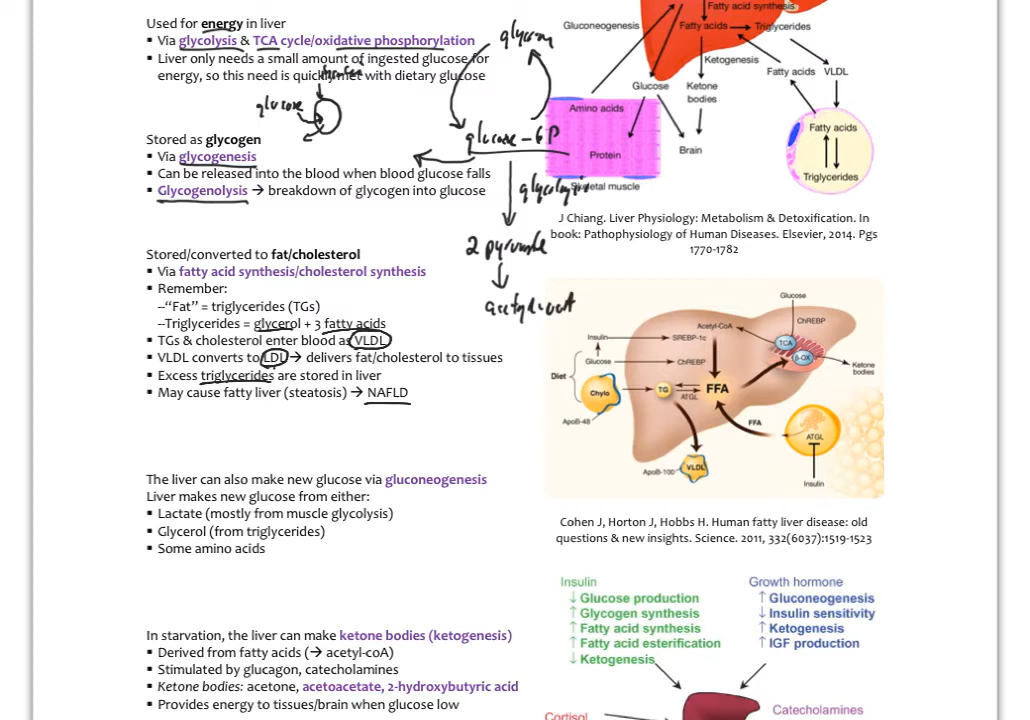 Used for energy in liver
▪ Via glycolysis & TCA cycle/oxidative phosphorylation
▪ Liver only needs a small amount of ingested glucose for
energy, so this need is quickly met with dietary glucose
glucose
Stored as glycogen
▪ Via glycogenesis
▪ Can be released into the blood when blood glucose falls
▪ Glycogenolysis → breakdown of glycogen into glucose
glucose-6P
glycolysis
2 pyruvate
Stored/converted to fat/cholesterol
▪ Via fatty acid synthesis/cholesterol synthesis
▪ Remember:
--"Fat" = triglycerides (TGs)
--Triglycerides = glycerol + 3 fatty acids
▪ TGs & cholesterol enter blood as VLDL
▪ VLDL converts to LDL → delivers fat/cholesterol to tissues
▪ Excess triglycerides are stored in liver
▪ May cause fatty liver (steatosis) → NAFLD
The liver can also make new glucose via gluconeogenesis
Liver makes new glucose from either:
▪ Lactate (mostly from muscle glycolysis)
▪ Glycerol (from triglycerides)
▪ Some amino acids
In starvation, the liver can make ketone bodies (ketogenesis)
▪ Derived from fatty acids (→ acetyl-coA)
▪ Stimulated by glucagon, catecholamines
▪ Ketone bodies: acetone, acetoacetate, 2-hydroxybutyric acid
▪ Provides energy to tissues/brain when glucose low
Fatty acid synthesis
Gluconeogenesis
Fatty acids
Triglycerides
Ketogenesis
Fatty acids
VLDL
Glucose
Ketone
bodies
Amino acids
Protein
Brain
Skeletal muscle
Fatty acids
Triglycerides
J Chiang. Liver Physiology: Metabolism & Detoxification. In
book: Pathophysiology of Human Diseases. Elsevier, 2014. Pgs
1770-1782
Glucose
Acetyl-CoA
ChREBP
Insulin
SREBP-1c
TCA
β-OX
Glucose
ChREBP
Ketone
bodies
Diet
Chylo
TG
ATGL
FFA
ApoB-48
FFA
ATGL
ApoB-100
VLDL
Insulin
Cohen J, Horton J, Hobbs H. Human fatty liver disease: old
questions & new insights. Science. 2011, 332(6037):1519-1523
Insulin
↓ Glucose production
↑ Glycogen synthesis
↑ Fatty acid synthesis
↑ Fatty acid esterification
↓ Ketogenesis
Growth hormone
↑ Gluconeogenesis
↓ Insulin sensitivity
↑ Ketogenesis
↑ IGF production
Cortisol
Catecholamines